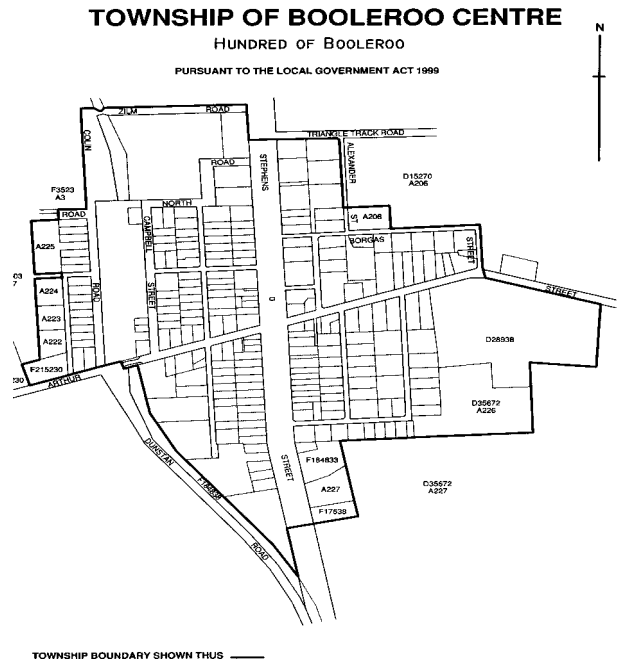 TOWNSHIP OF BOOLEROO CENTRE
HUNDRED OF BOOLEROO
PURSUANT TO THE LOCAL GOVERNMENT ACT 1999
N
ZILM ROAD
COLIN
TRIANGLE TRACK ROAD
ROAD
STEPHENS
ALEXANDER
D15270
A206
F3523
A3
NORTH
ROAD
CAMPBELL
ST
A206
A225
BORGAS
STREET
A224
ROAD
STREET
STREET
A223
A222
D28938
F215230
ARTHUR
D35672
A226
DUNSTAN
STREET
F184833
A227
D35672
A227
F17638
ROAD
TOWNSHIP BOUNDARY SHOWN THUS